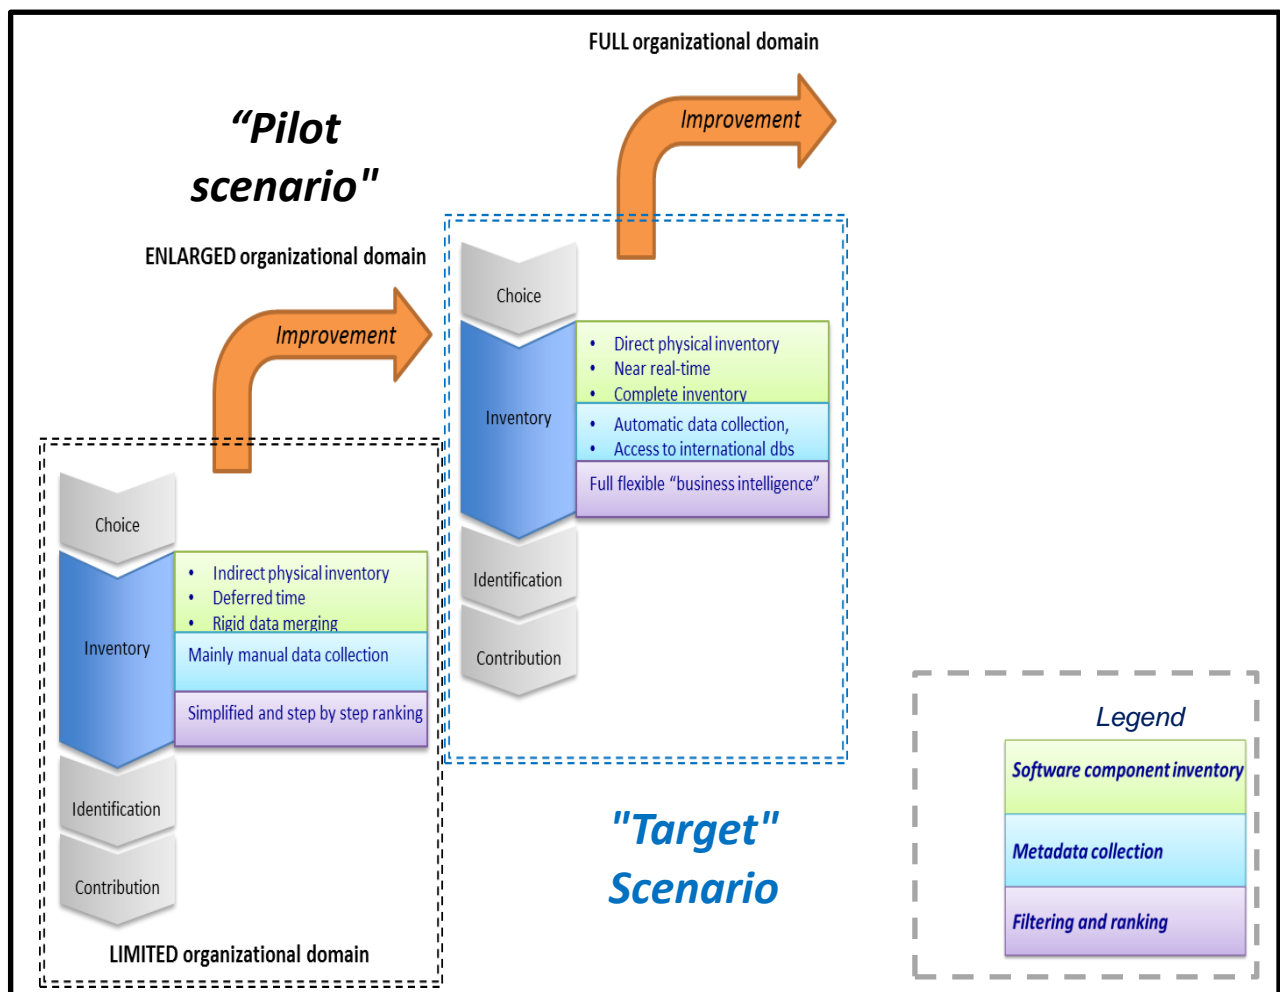 FULL organizational domain
Improvement
“Pilot
scenario"
ENLARGED organizational domain
Improvement
Choice
Inventory
• Direct physical inventory
• Near real-time
• Complete inventory
• Automatic data collection,
• Access to international dbs
Full flexible “business intelligence”
Identification
Contribution
Choice
Inventory
• Indirect physical inventory
• Deferred time
• Rigid data merging
Mainly manual data collection
Simplified and step by step ranking
Identification
Contribution
LIMITED organizational domain
"Target"
Scenario
Legend
Software component inventory
Metadata collection
Filtering and ranking